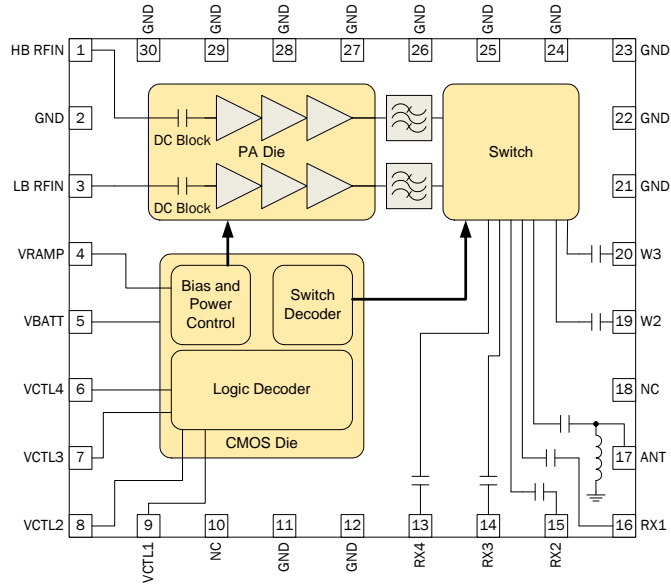 GND
GND
GND
GND
GND
GND
GND
HB RFIN
1
30
29
28
27
26
25
24
23
GND
GND
2
DC Block
PA Die
Switch
22
GND
LB RFIN
3
DC Block
21
GND
VRAMP
4
Bias and
Power
Control
Switch
Decoder
20
W3
VBATT
5
19
W2
VCTL4
6
Logic Decoder
18
NC
VCTL3
7
CMOS Die
17
ANT
VCTL2
8
9
10
11
12
13
14
15
16
RX1
VCTL1
NC
GND
GND
RX4
RX3
RX2